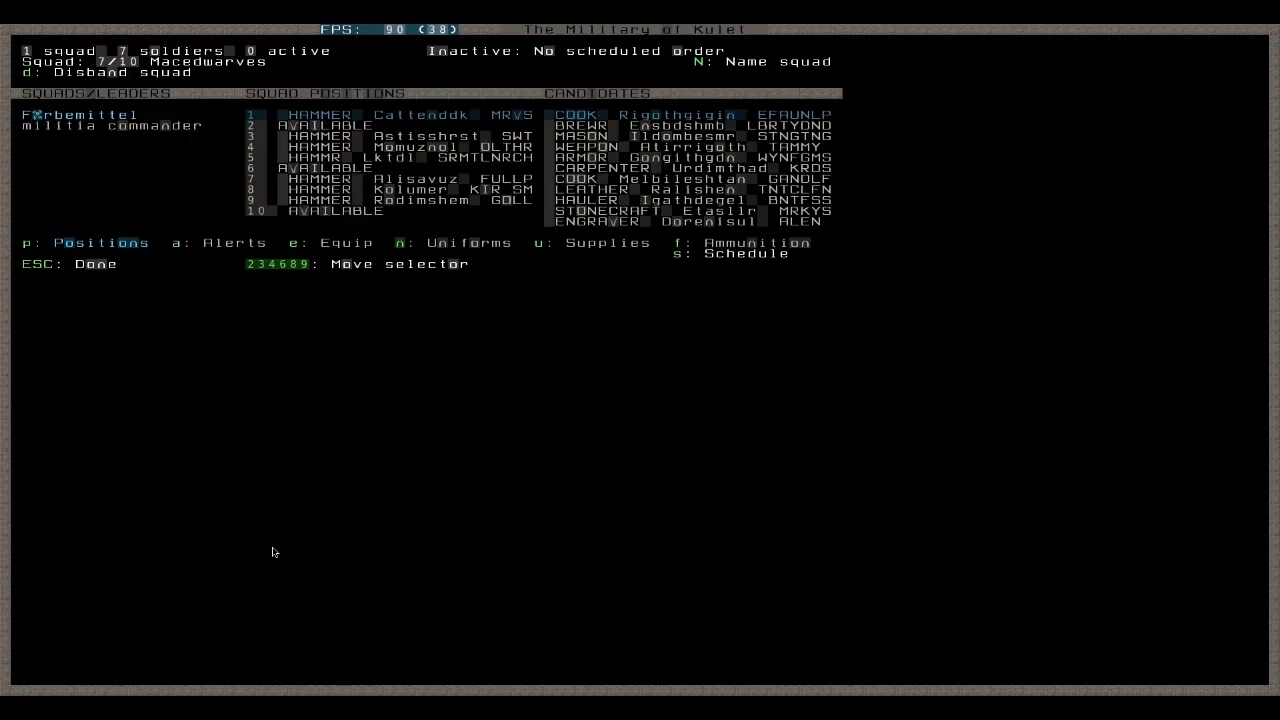 FPS: 90 (38) The Military of Kulet
1 squad 7 soldiers 0 active Inactive: No scheduled order
Squad: 7/10 Macedwarves N: Name squad
d: Disband squad
SQUADS/LEADERS SQUAD POSITIONS CANDIDATES
1 HAMMER Cattenddk MRVS COOK Rigothgigin EFAUNLP
militia commander 2 AVAILABLE BREWR Ensbdshmb LBRTYDND
3 HAMMER Astisshrst SWT MASON Ildombesmr STNGTNG
4 HAMMER Momuznol OLTHR WEAPON Atirrigoth TAMMY
5 HAMMR Lktdl SRMTLNRCH ARMOR Gongithgdn WYNFGMS
6 AVAILABLE CARPENTER Urdimthad KRDS
7 HAMMER Alisavuz FULLP COOK Melbileshtan GANDLF
8 HAMMER Kolumer KIR SM LEATHER Ralishen TNTCLFN
9 HAMMER Rodimshem GOLL HAULER Igathdegel BNTFSS
10 AVAILABLE STONECRAFT Etasllr MRKYS
ENGRAVER Dorenisul ALEN
p: Positions a: Alerts e: Equip n: Uniforms u: Supplies f: Ammunition
s: Schedule
ESC: Done 234689: Move selector